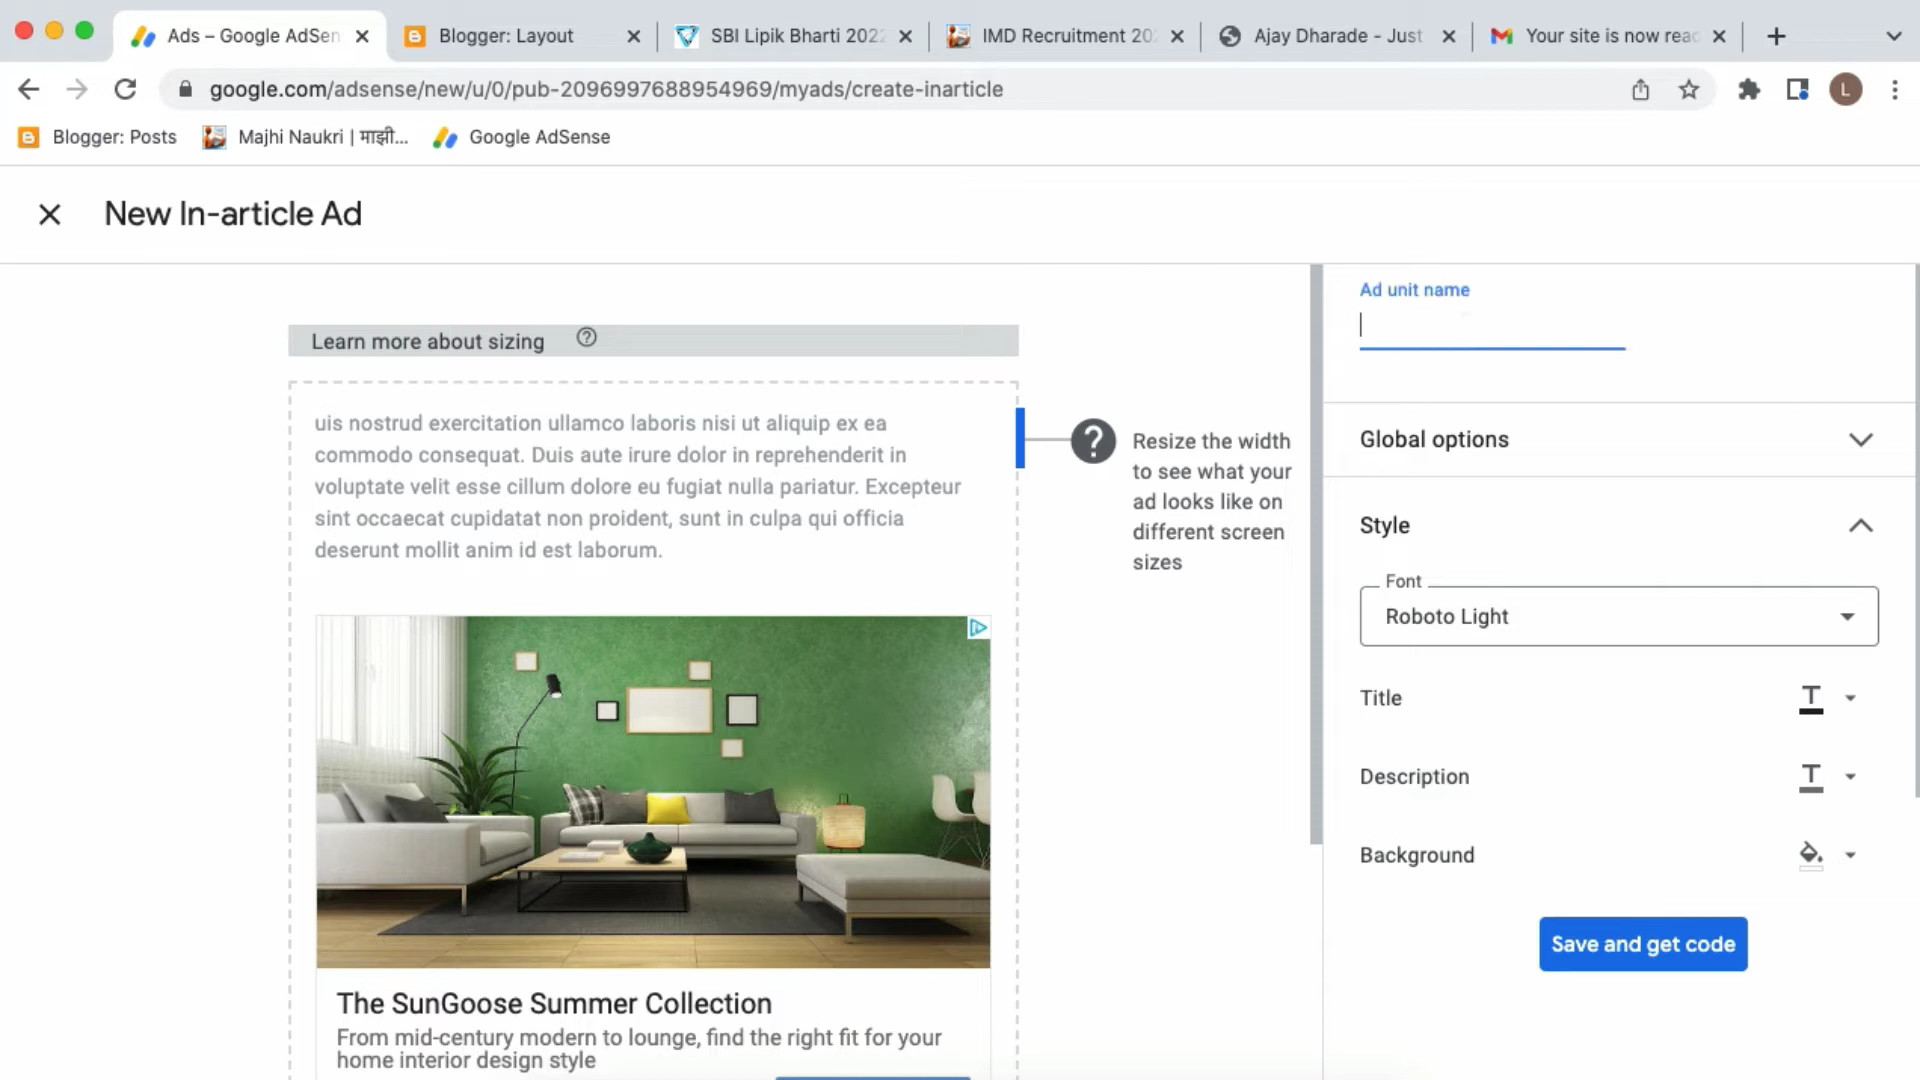 Ads – Google AdSen
Blogger: Layout
SBI Lipik Bharti 2022
IMD Recruitment 20
Ajay Dharade - Just
Your site is now read
google.com/adsense/new/u/0/pub-2096997688954969/myads/create-inarticle
L
Blogger: Posts
Majhi Naukri | माझी...
Google AdSense
New In-article Ad
Learn more about sizing
uis nostrud exercitation ullamco laboris nisi ut aliquip ex ea
commodo consequat. Duis aute irure dolor in reprehenderit in
voluptate velit esse cillum dolore eu fugiat nulla pariatur. Excepteur
sint occaecat cupidatat non proident, sunt in culpa qui officia
deserunt mollit anim id est laborum.
Resize the width
to see what your
ad looks like on
different screen
sizes
The SunGoose Summer Collection
From mid-century modern to lounge, find the right fit for your
home interior design style
Ad unit name
Global options
Style
Font
Roboto Light
Title
Description
Background
Save and get code